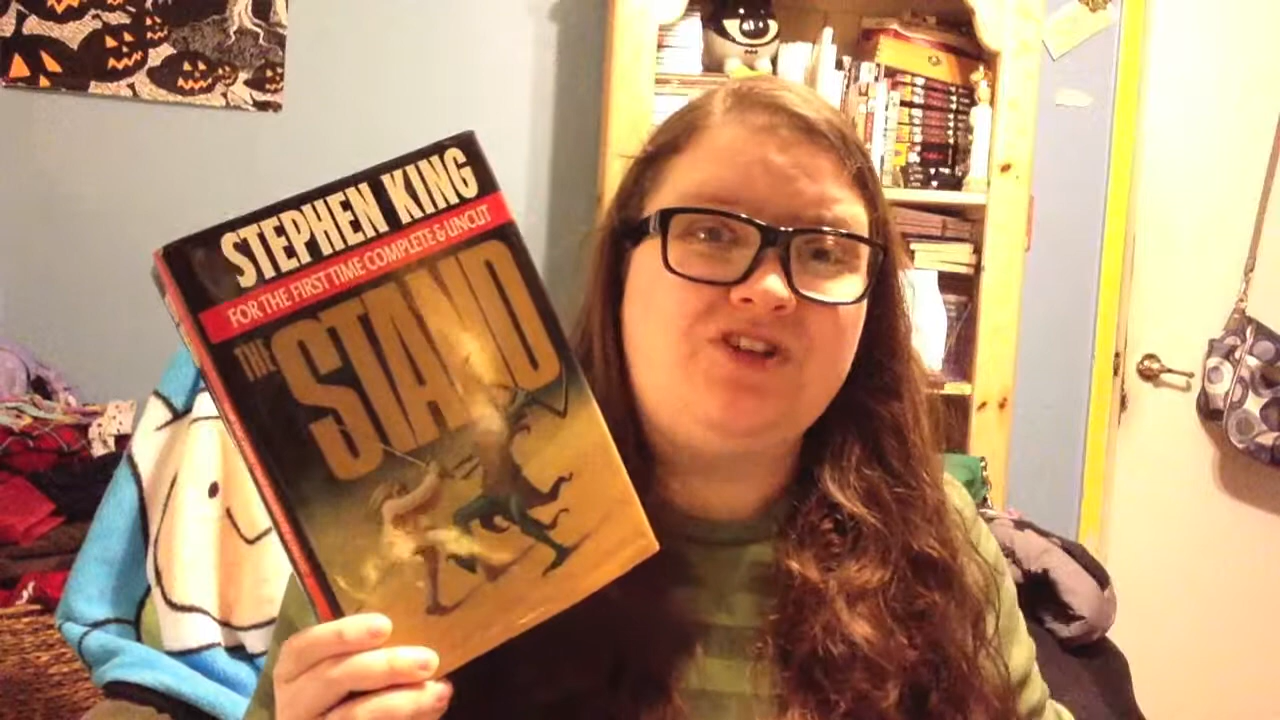 STEPHEN KING
FOR THE FIRST TIME COMPLETE & UNCUT
THE STAND